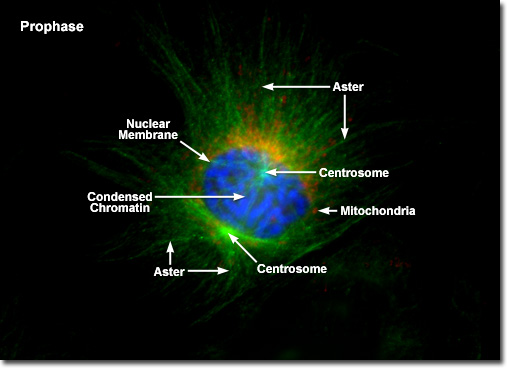 Prophase
Aster
Nuclear
Membrane
Centrosome
Condensed
Chromatin
Mitochondria
Aster
Centrosome